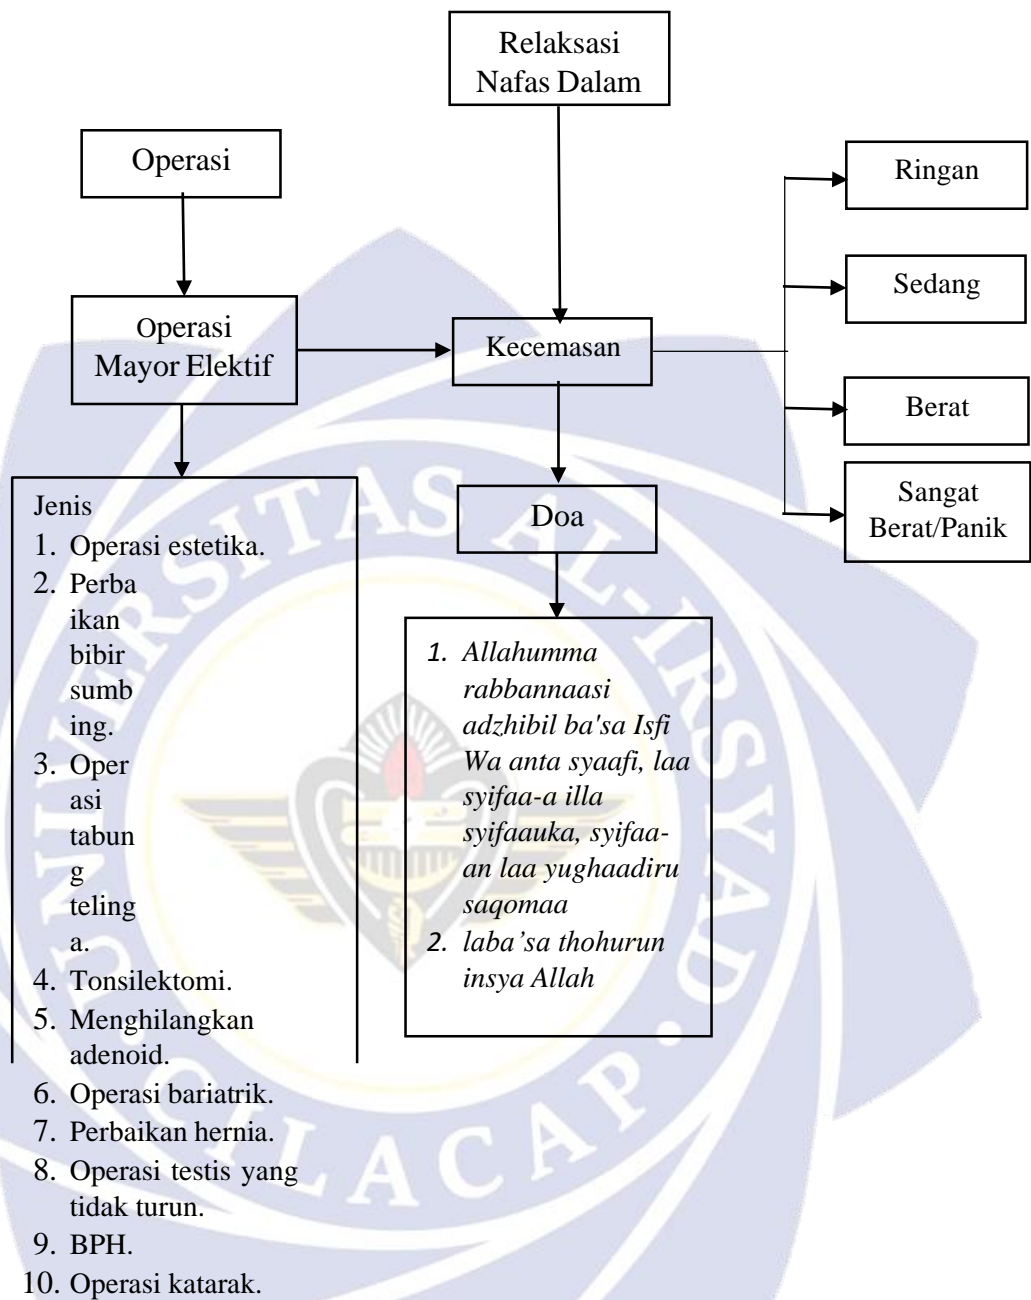 Relaksasi
Nafas Dalam
Operasi
Ringan
Sedang
Operasi
Mayor Elektif
Kecemasan
Berat
Sangat
Berat/Panik
Jenis
1. Operasi estetika.
2. Perba
ikan
bibir
sumb
ing.
3. Oper
asi
tabun
g
teling
a.
4. Tonsilektomi.
5. Menghilangkan
adenoid.
6. Operasi bariatrik.
7. Perbaikan hernia.
8. Operasi testis yang
tidak turun.
9. BPH.
10. Operasi katarak.
Doa
1. Allahumma
rabbannaasi
adzhibil ba'sa Isfi
Wa anta syaafi, laa
syifaa-a illa
syifaauka, syifaa-
an laa yughaadiru
saqomaa
2. laba’sa thohurun
insya Allah
UNIVERSITAS AL-IRSYAD
CILACAP